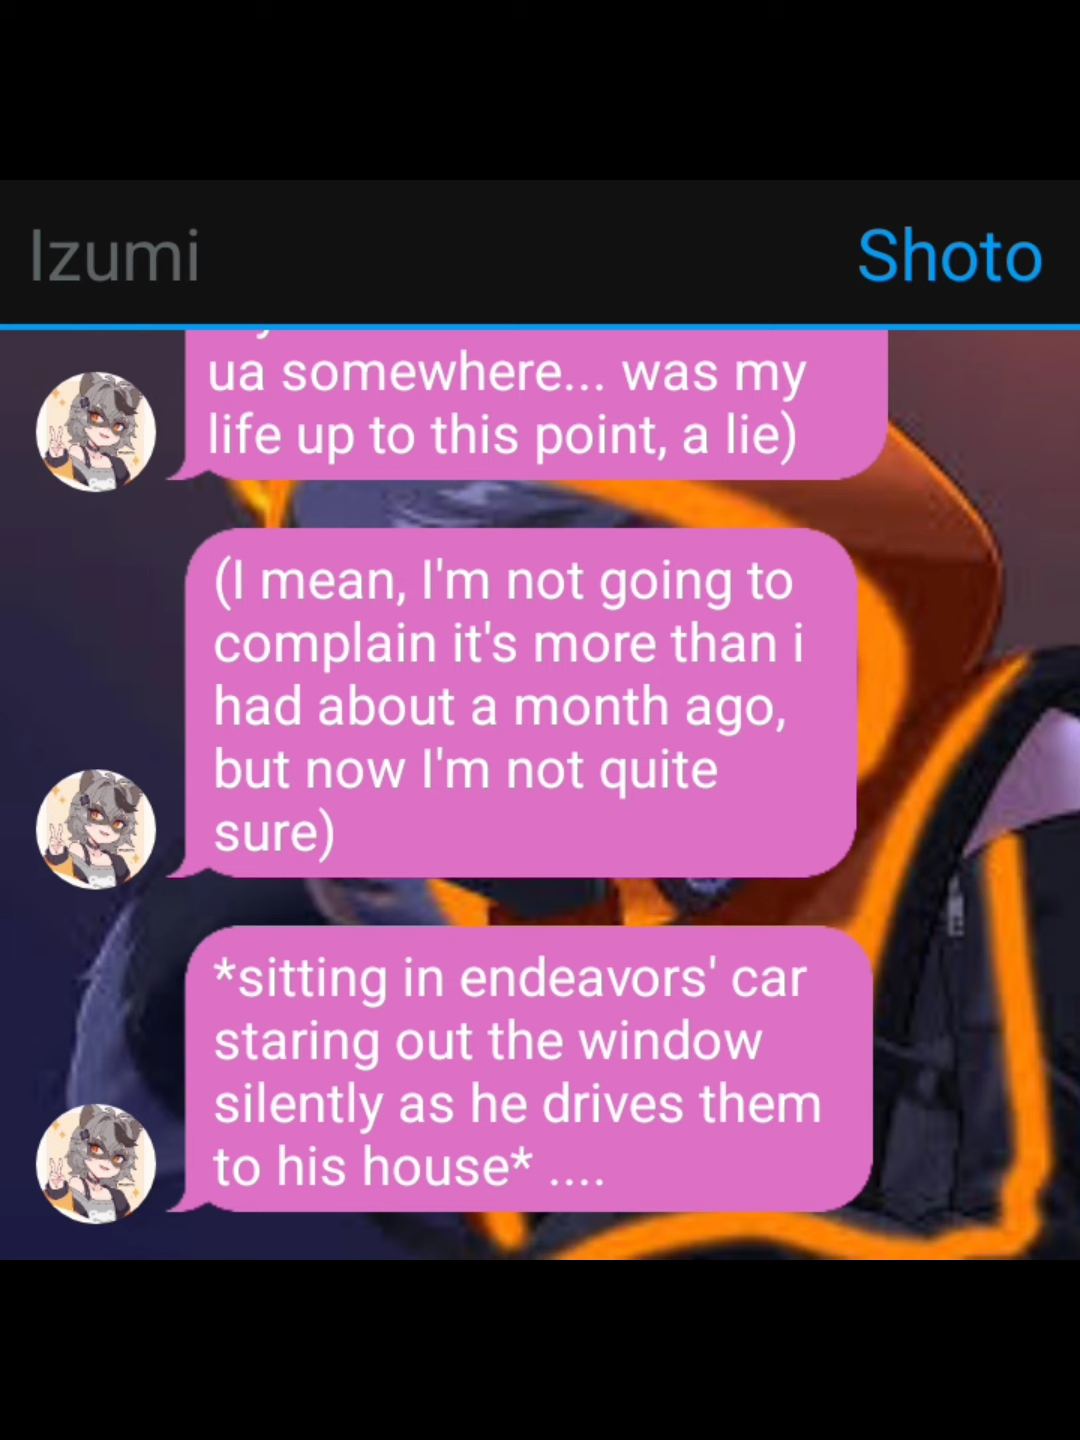 Izumi
Shoto
ua somewhere... was my
life up to this point, a lie)
(I mean, I'm not going to
complain it's more than i
had about a month ago,
but now I'm not quite
sure)
*sitting in endeavors' car
staring out the window
silently as he drives them
to his house* ....